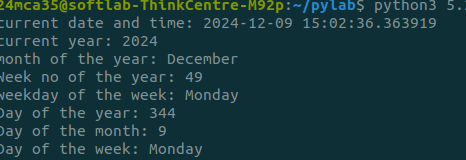 24mca35@softlab-ThinkCentre-M92p:~/pylab$ python3 5.
current date and time: 2024-12-09 15:02:36.363919
current year: 2024
month of the year: December
Week no of the year: 49
weekday of the week: Monday
Day of the year: 344
Day of the month: 9
Day of the week: Monday